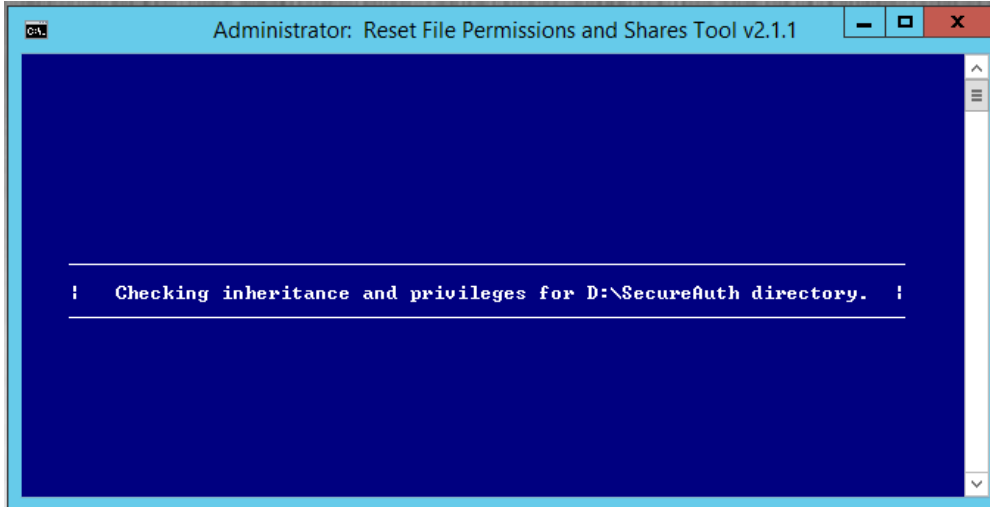 Administrator: Reset File Permissions and Shares Tool v2.1.1
Checking inheritance and privileges for D:\SecureAuth directory.